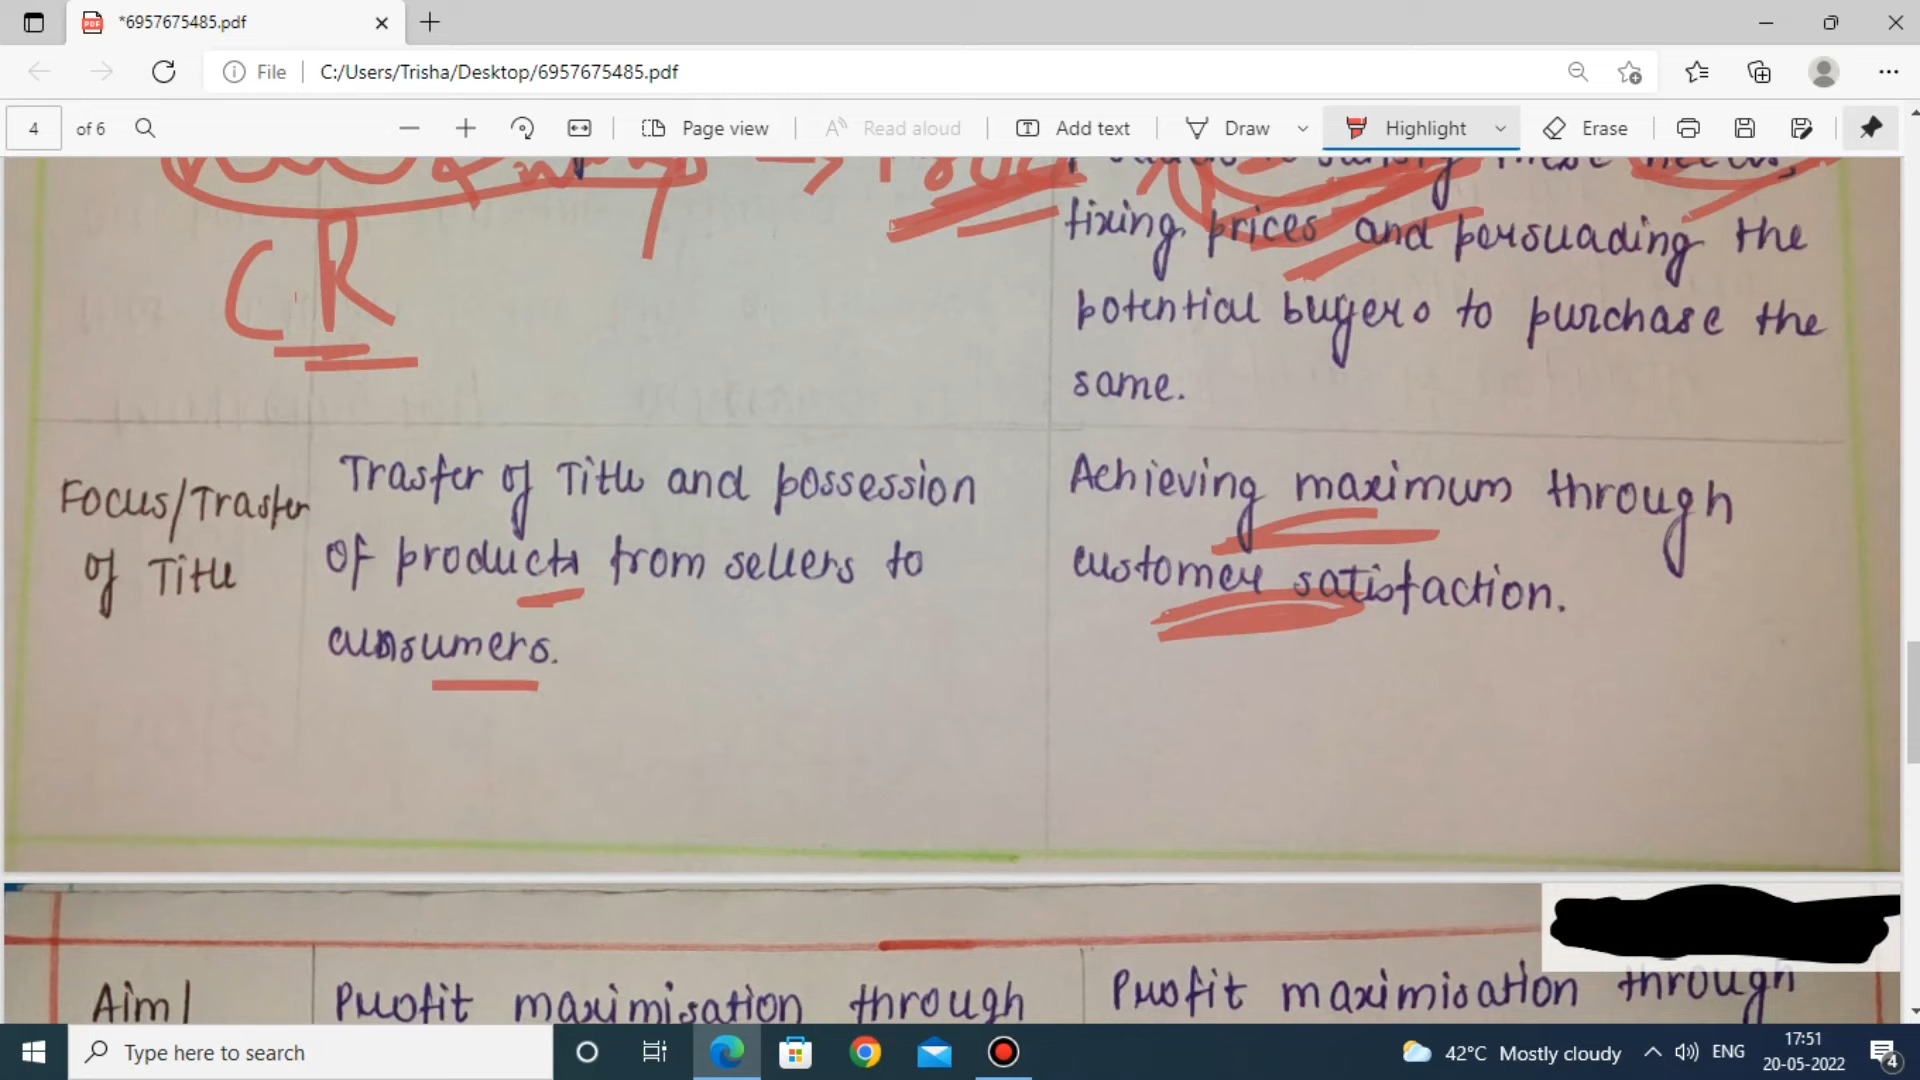 *6957675485.pdf
File C:/Users/Trisha/Desktop/6957675485.pdf
4 of 6 Page view Read aloud Add text Draw Highlight Erase
fixing prices and persuading the
potential buyers to purchase the
same.
CR
Focus/Trasfer
of Title
Trasfer of Title and possession
of products from sellers to
cunsumers.
Achieving maximum through
customer satisfaction.
Aim/
Profit maximisation through
Profit maximisation through
Type here to search
42°C Mostly cloudy
ENG
17:51
20-05-2022
4